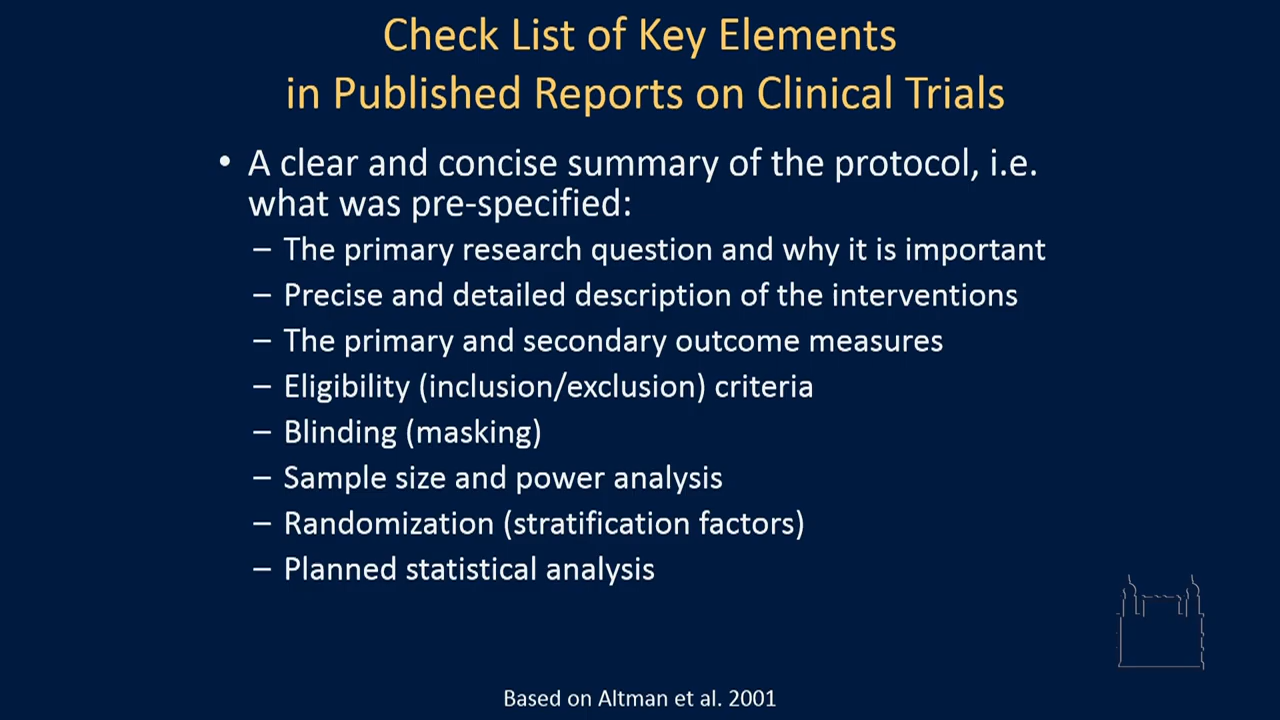 Check List of Key Elements
in Published Reports on Clinical Trials
• A clear and concise summary of the protocol, i.e.
what was pre-specified:
– The primary research question and why it is important
– Precise and detailed description of the interventions
– The primary and secondary outcome measures
– Eligibility (inclusion/exclusion) criteria
– Blinding (masking)
– Sample size and power analysis
– Randomization (stratification factors)
– Planned statistical analysis
Based on Altman et al. 2001